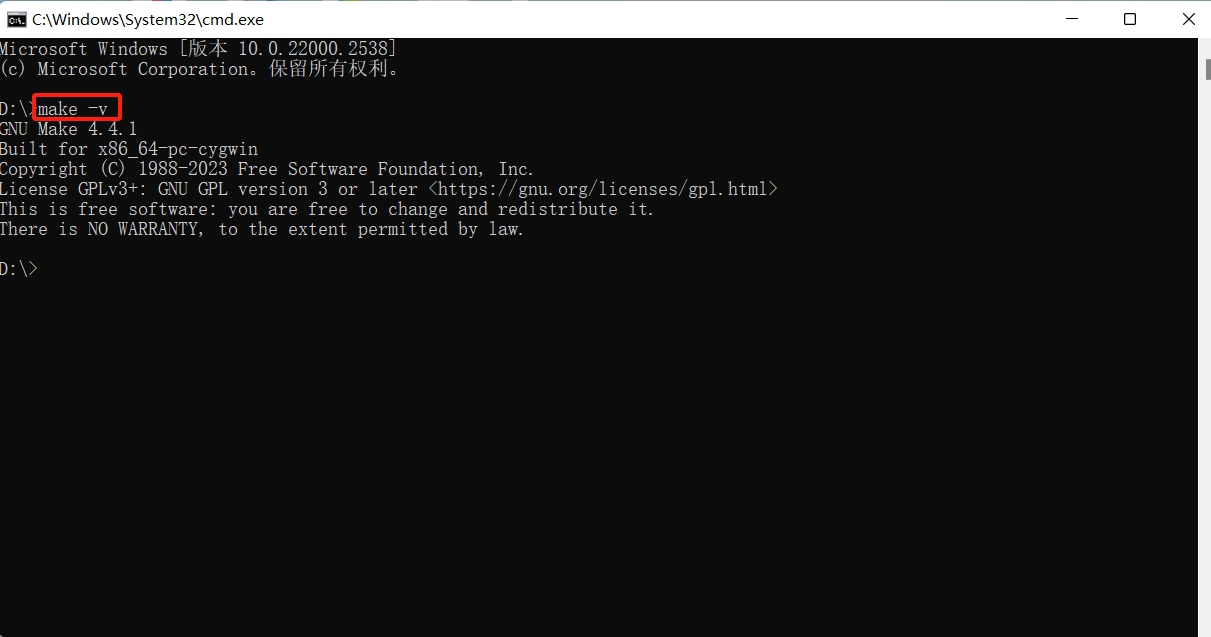 C:\Windows\System32\cmd.exe
Microsoft Windows [版本 10.0.22000.2538]
(c) Microsoft Corporation。保留所有权利。
D:\>make -v
GNU Make 4.4.1
Built for x86_64-pc-cygwin
Copyright (C) 1988-2023 Free Software Foundation, Inc.
License GPLv3+: GNU GPL version 3 or later <https://gnu.org/licenses/gpl.html>
This is free software: you are free to change and redistribute it.
There is NO WARRANTY, to the extent permitted by law.
D:\>